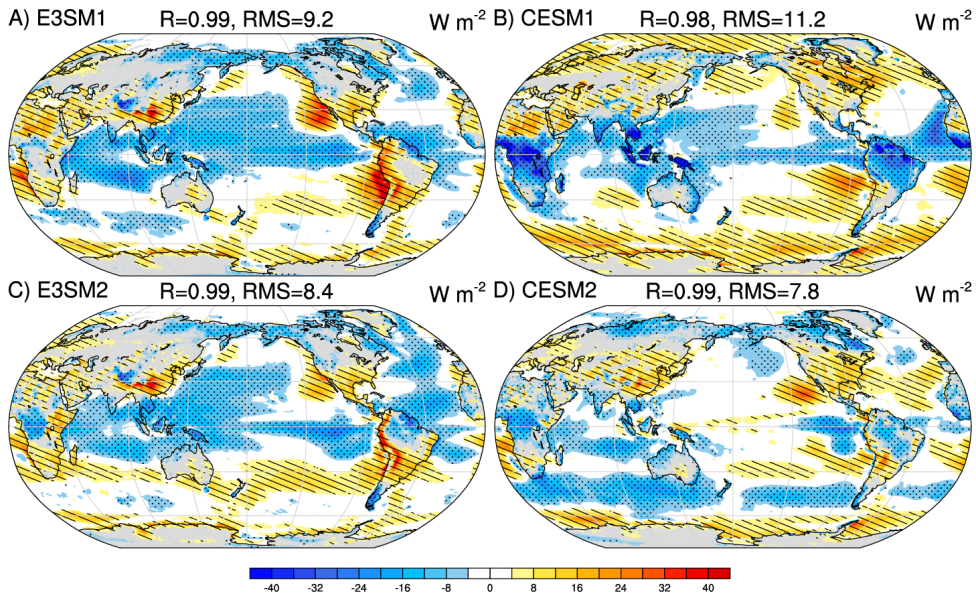 A) E3SM1 R=0.99, RMS=9.2 W m-2
B) CESM1 R=0.98, RMS=11.2 W m-2
C) E3SM2 R=0.99, RMS=8.4 W m-2
D) CESM2 R=0.99, RMS=7.8 W m-2
-40 -32 -24 -16 -8 0 8 16 24 32 40